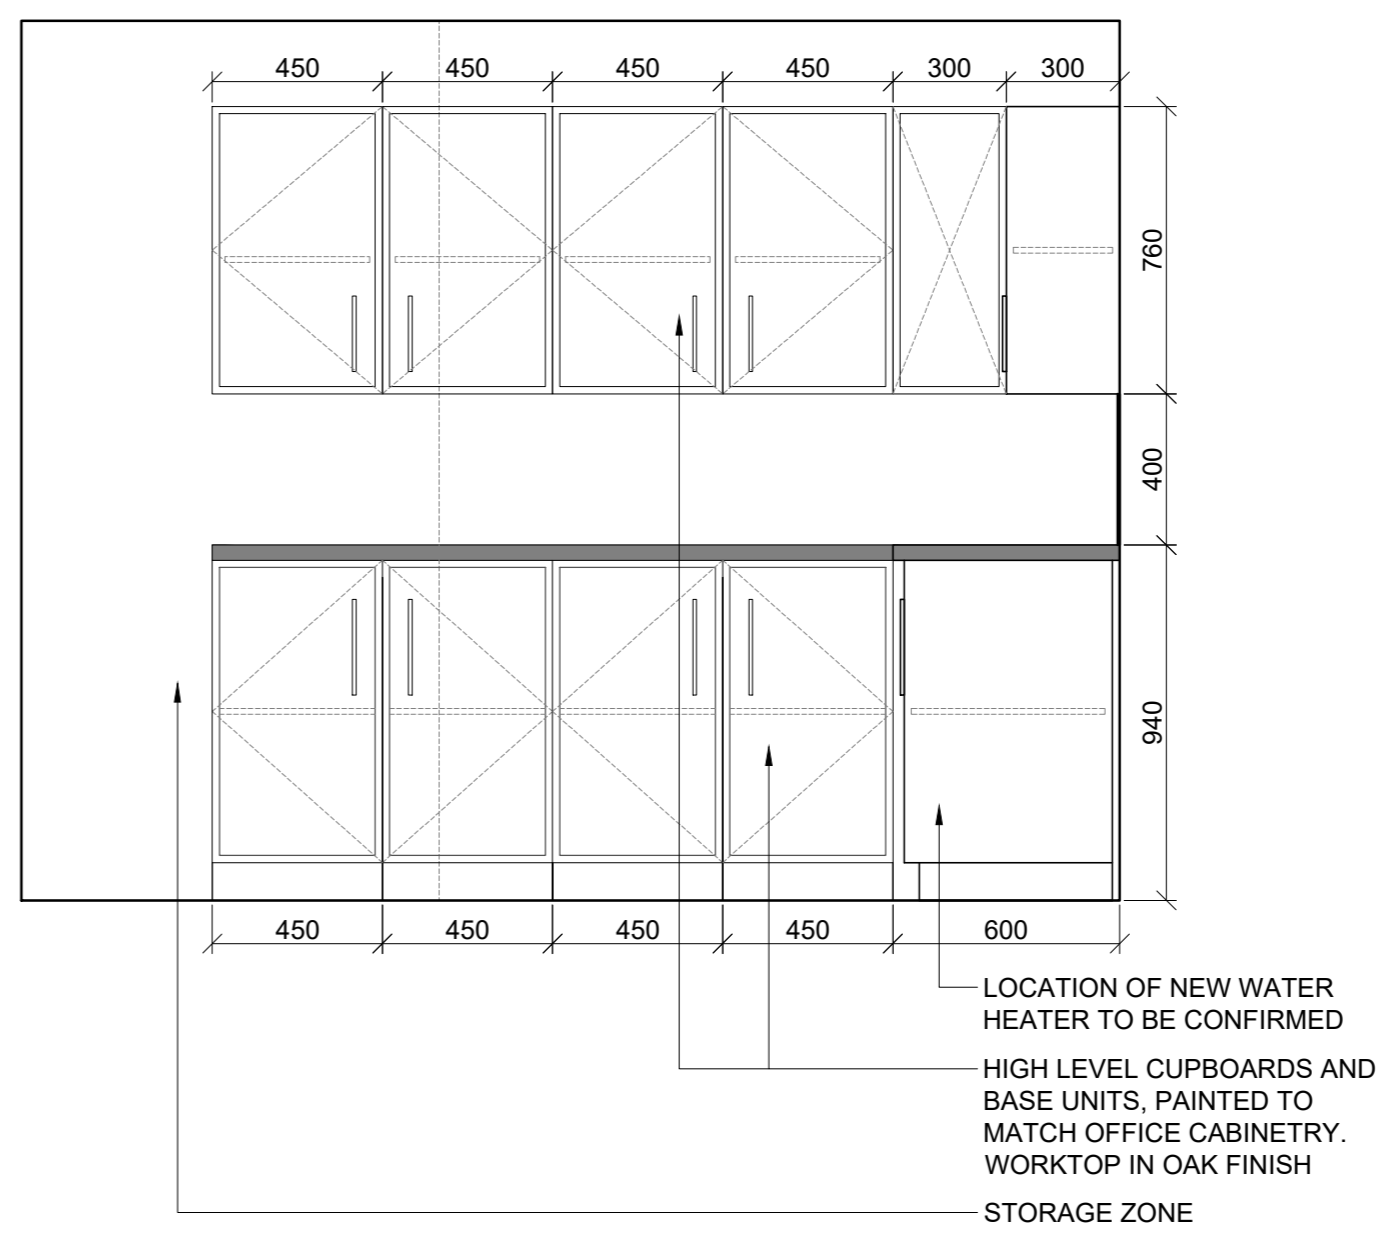 450 450 450 450 300 300
760
400
940
450 450 450 450 600
LOCATION OF NEW WATER
HEATER TO BE CONFIRMED
HIGH LEVEL CUPBOARDS AND
BASE UNITS, PAINTED TO
MATCH OFFICE CABINETRY.
WORKTOP IN OAK FINISH
STORAGE ZONE